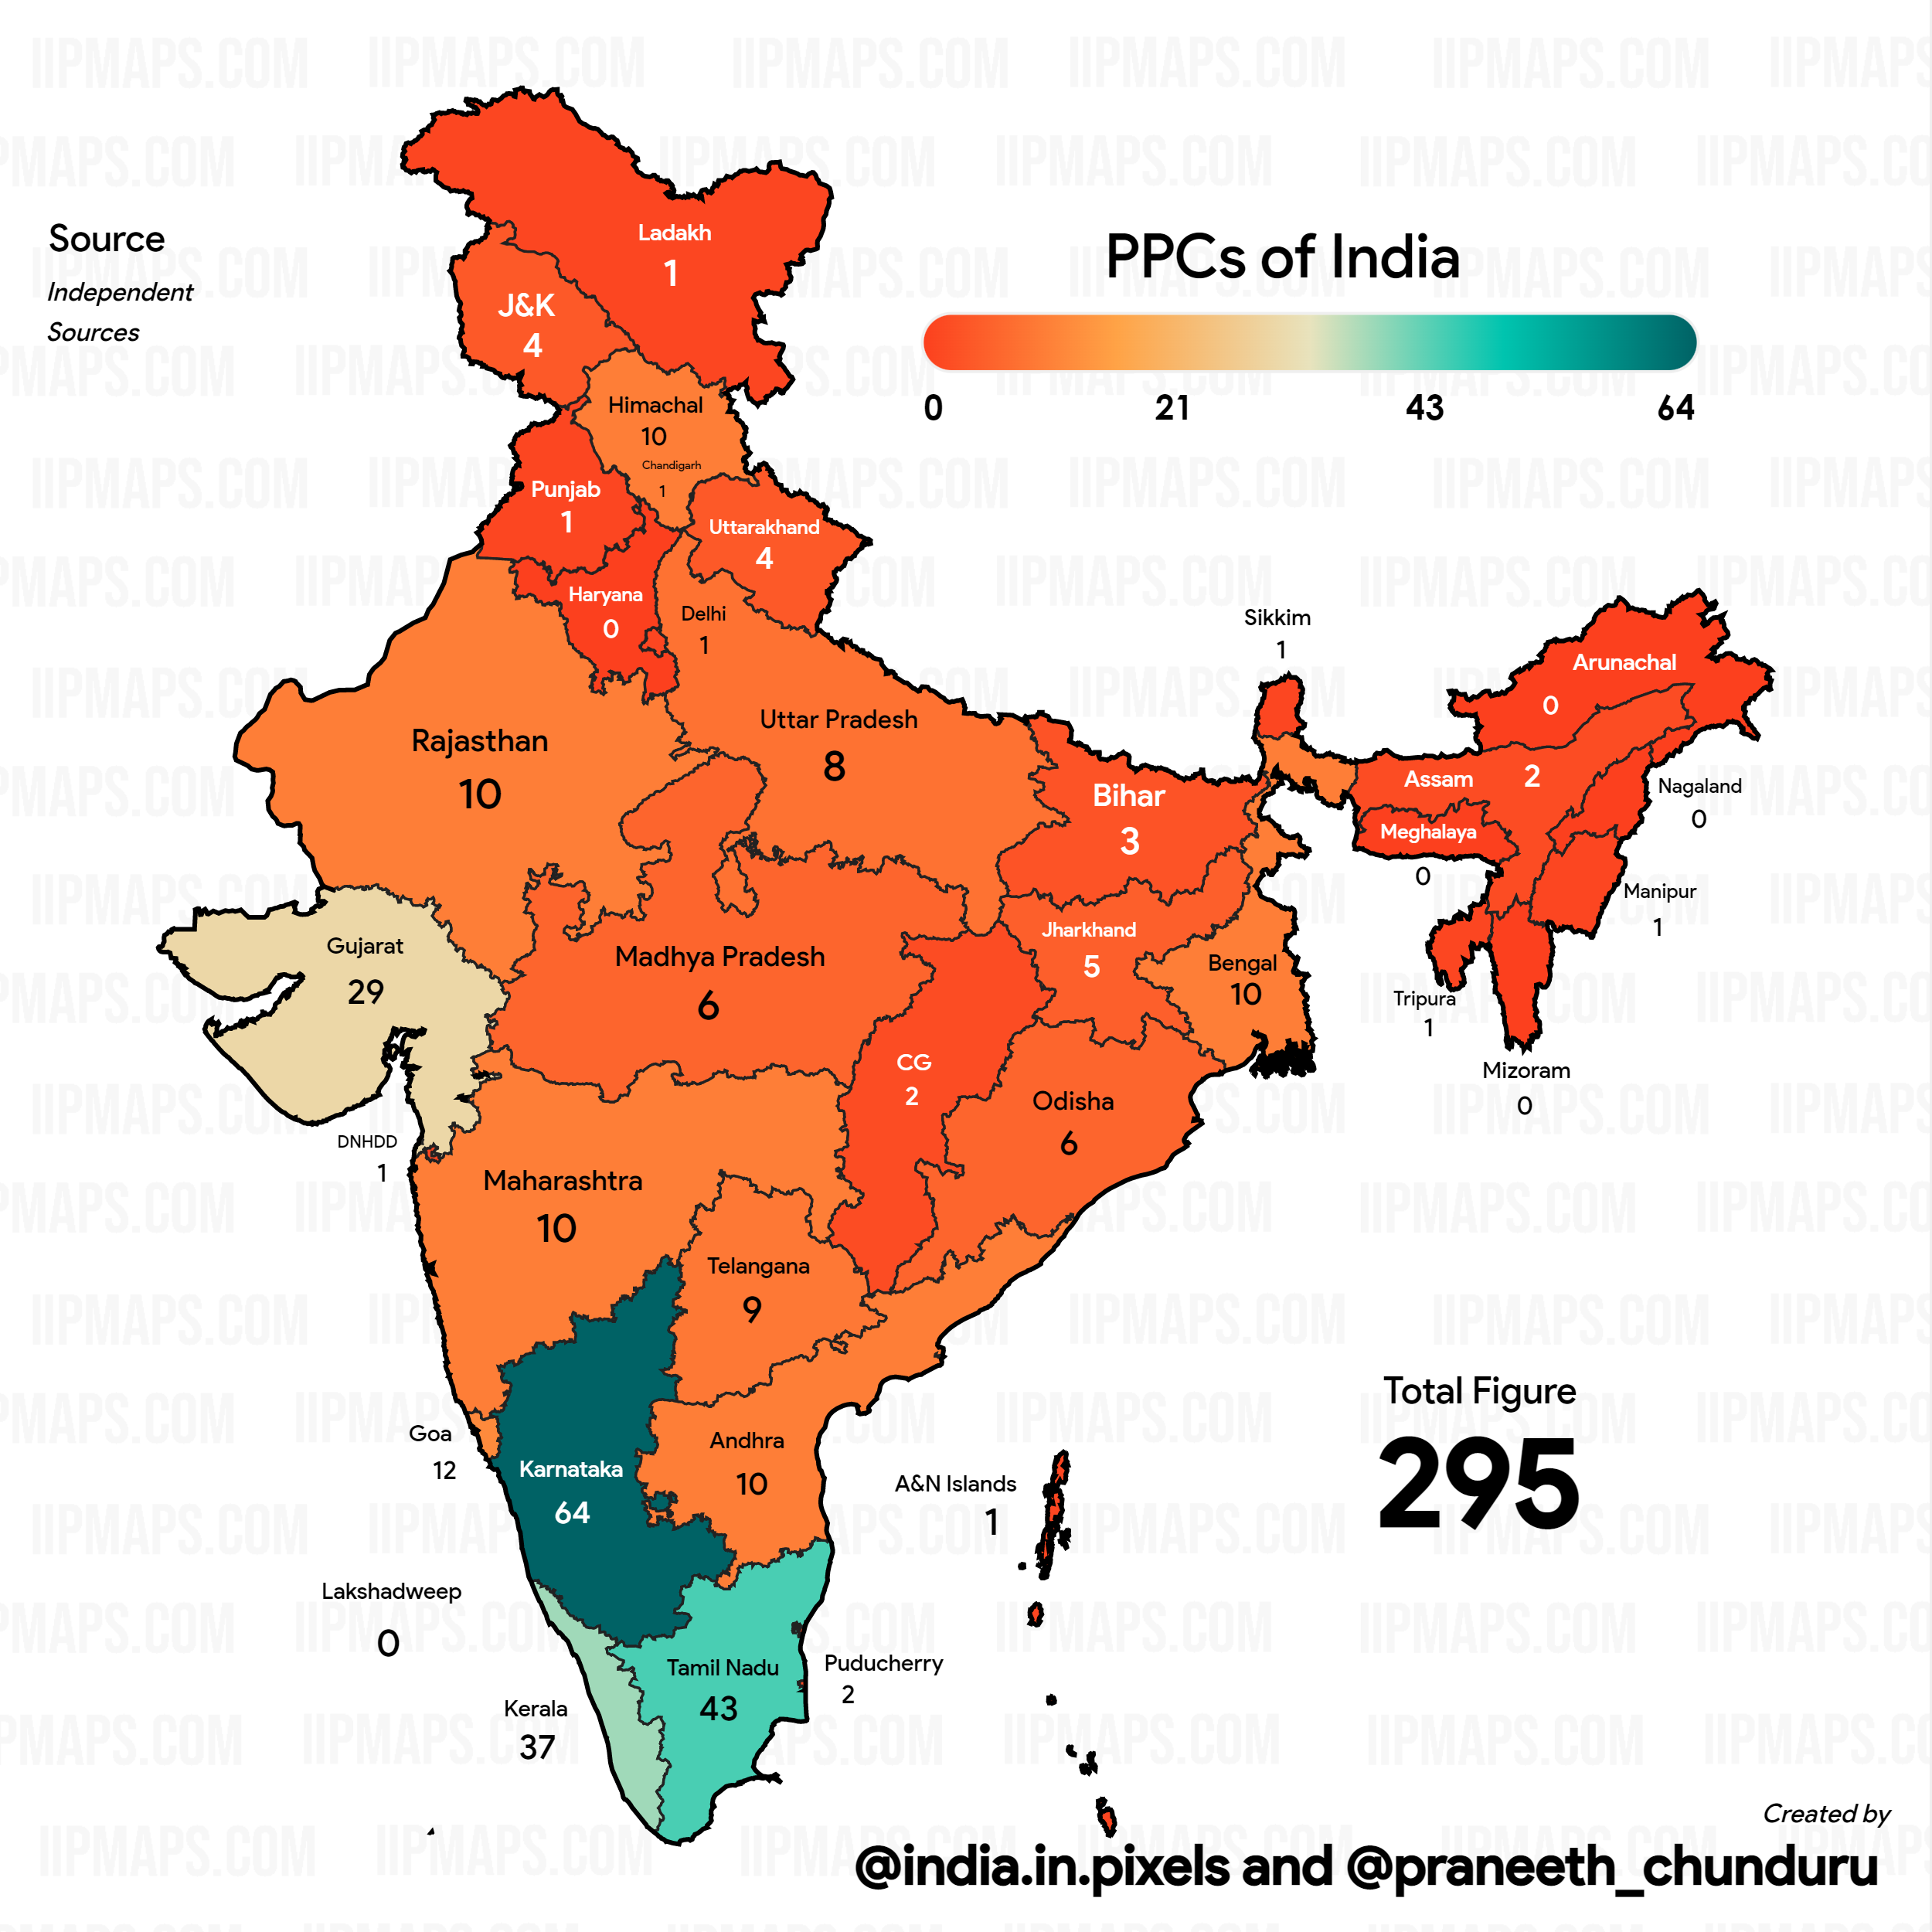 PPCs of India
0 21 43 64
Source
Independent
Sources
Ladakh
1
J&K
4
Himachal
10
Chandigarh
1
Punjab
1
Uttarakhand
4
Haryana
0
Delhi
1
Sikkim
1
Arunachal
0
Rajasthan
10
Uttar Pradesh
8
Bihar
3
Assam 2
Nagaland
0
Meghalaya
0
Manipur
1
Gujarat
29
Madhya Pradesh
6
Jharkhand
5
Bengal
10
Tripura
1
Mizoram
0
CG
2
Odisha
6
DNHDD
1
Maharashtra
10
Telangana
9
Total Figure
295
Goa
12
Karnataka
64
Andhra
10
A&N Islands
1
Lakshadweep
0
Tamil Nadu
43
Puducherry
2
Kerala
37
Created by
@india.in.pixels and @praneeth_chunduru
IIPMAPS.COM